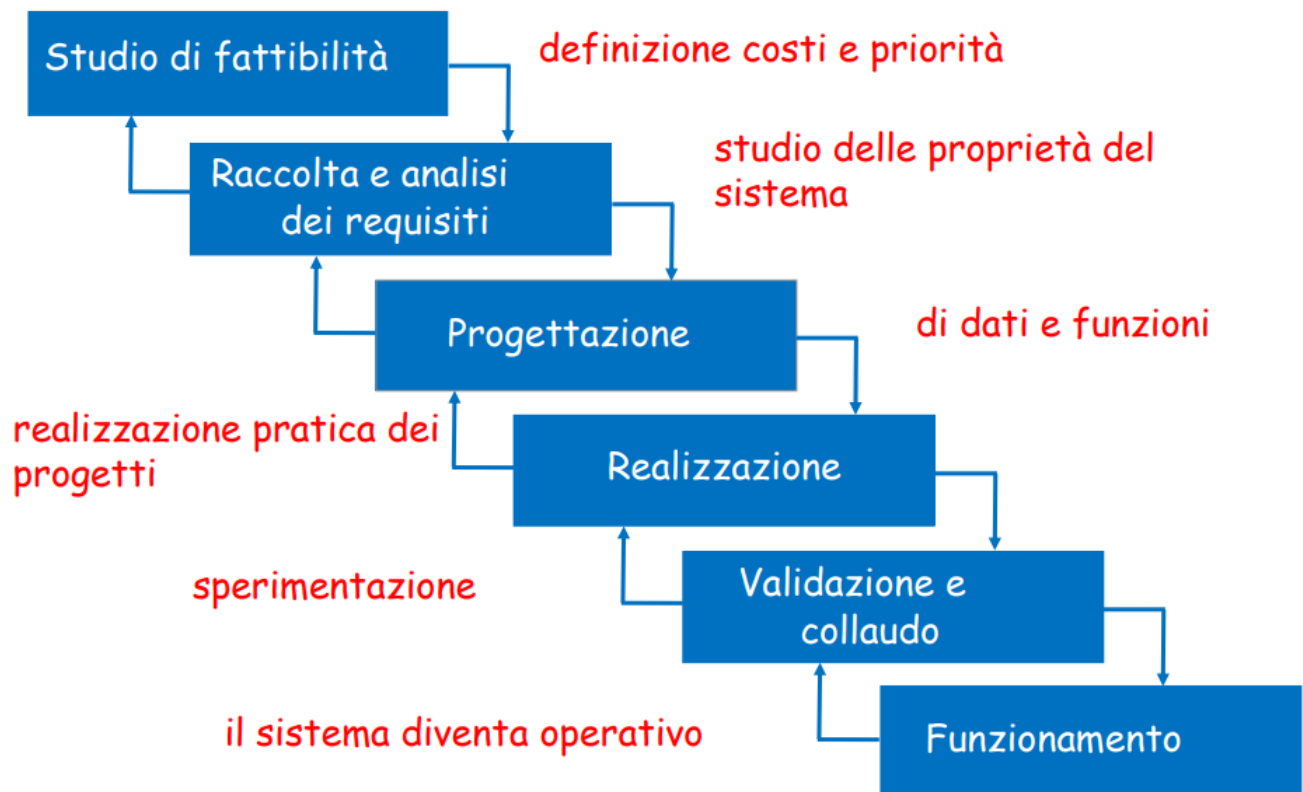 Studio di fattibilità
definizione costi e priorità
Raccolta e analisi
dei requisiti
studio delle proprietà del
sistema
Progettazione
di dati e funzioni
realizzazione pratica dei
progetti
Realizzazione
sperimentazione
Validazione e
collaudo
il sistema diventa operativo
Funzionamento